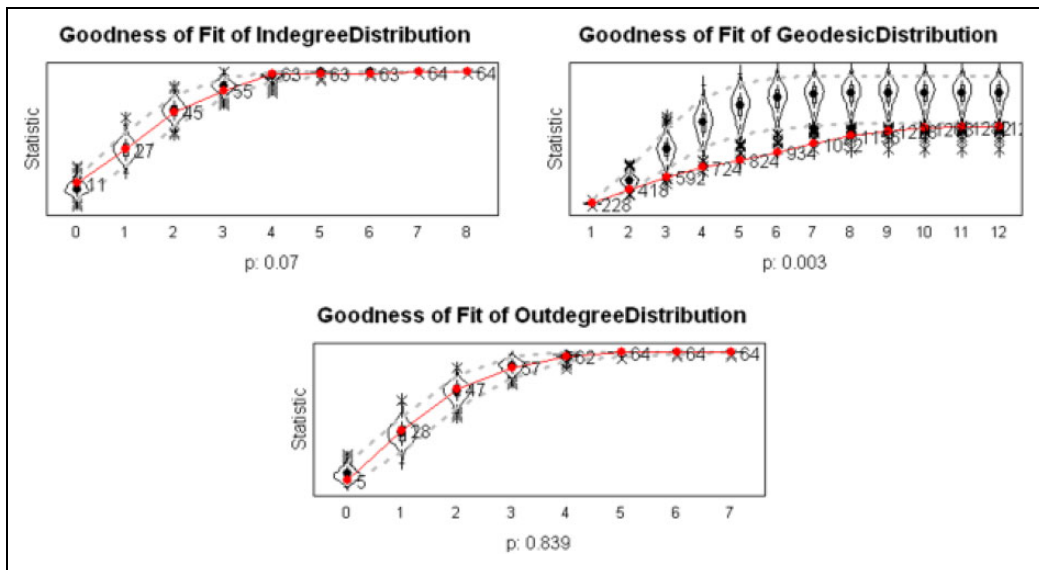 Goodness of Fit of IndegreeDistribution
Statistic
11
27
45
55
63
63
63
64
64
0 1 2 3 4 5 6 7 8
p: 0.07
Goodness of Fit of GeodesicDistribution
Statistic
228
418
592
724
824
934
1 2 3 4 5 6 7 8 9 10 11 12
p: 0.003
Goodness of Fit of OutdegreeDistribution
Statistic
5
28
47
57
62
64
64
64
0 1 2 3 4 5 6 7
p: 0.839